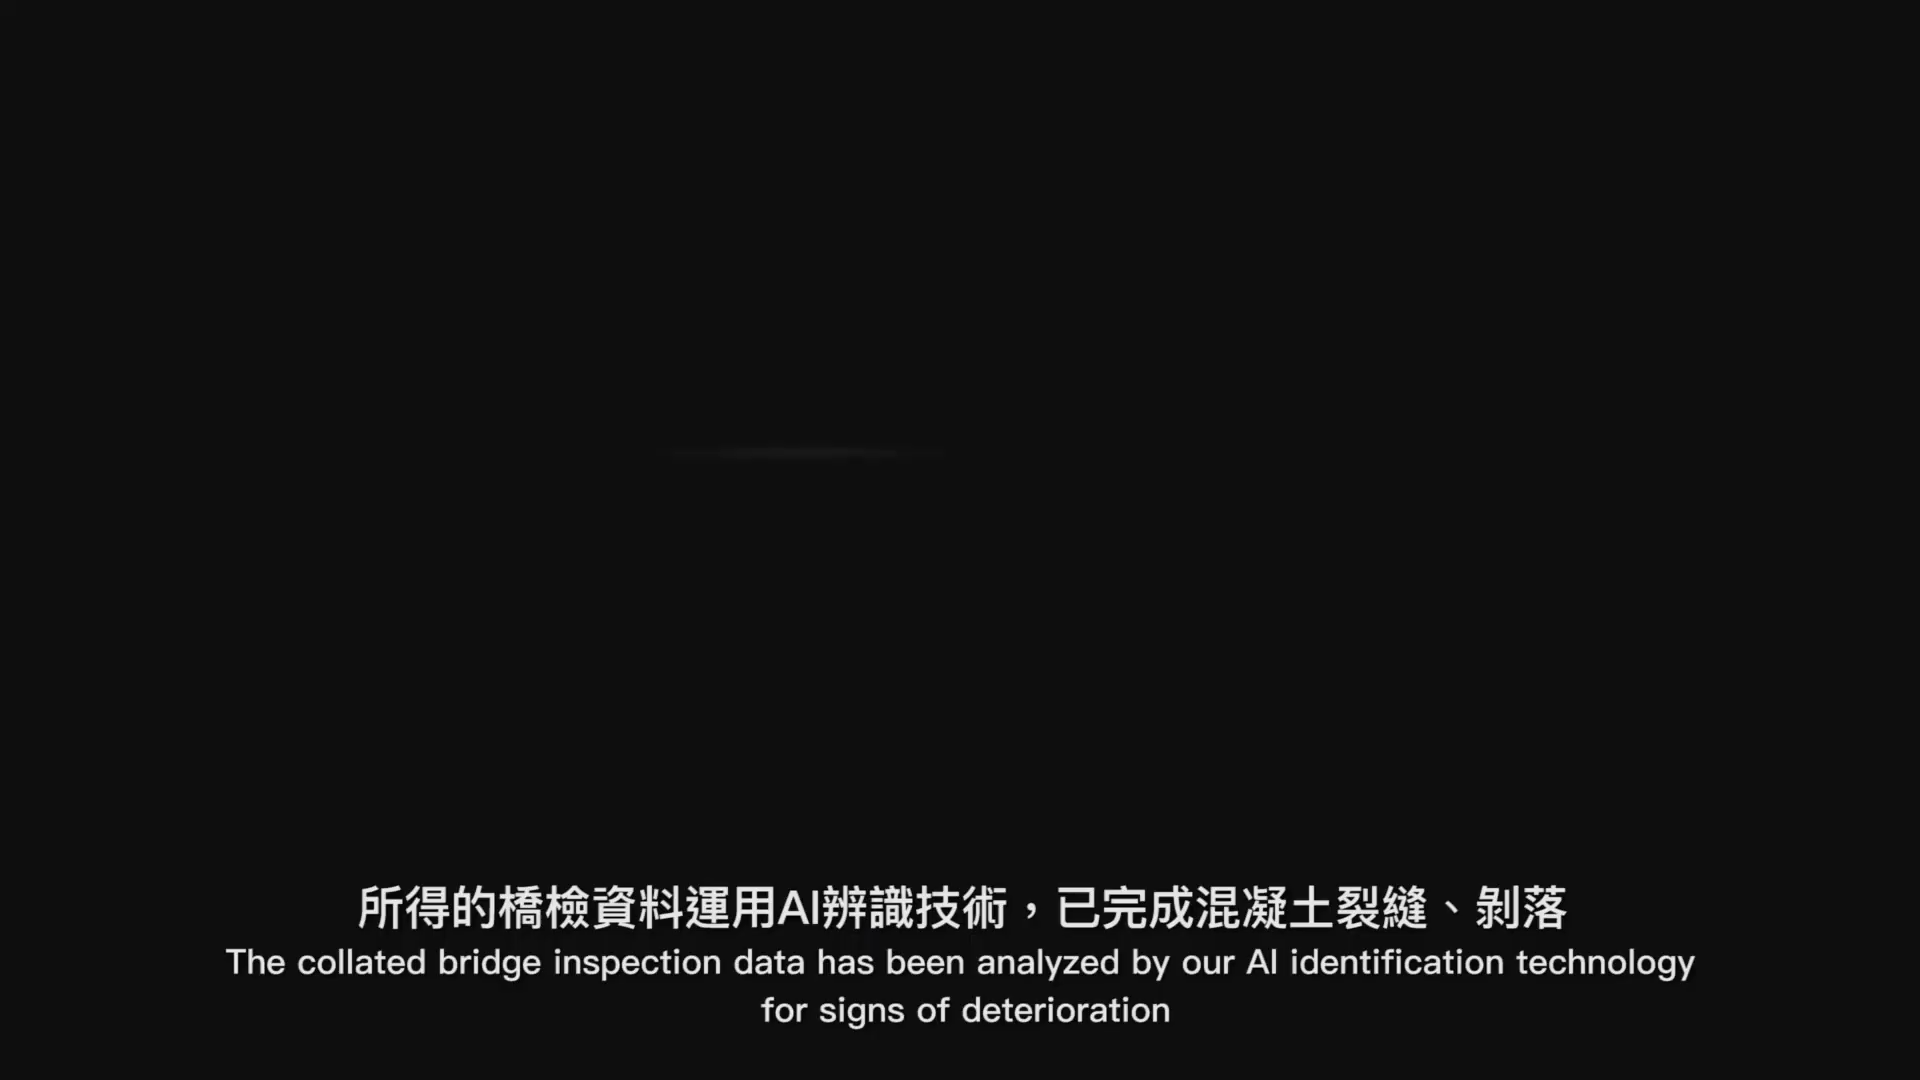 所得的橋檢資料運用AI辨識技術，已完成混凝土裂縫、剝落
The collated bridge inspection data has been analyzed by our AI identification technology
for signs of deterioration